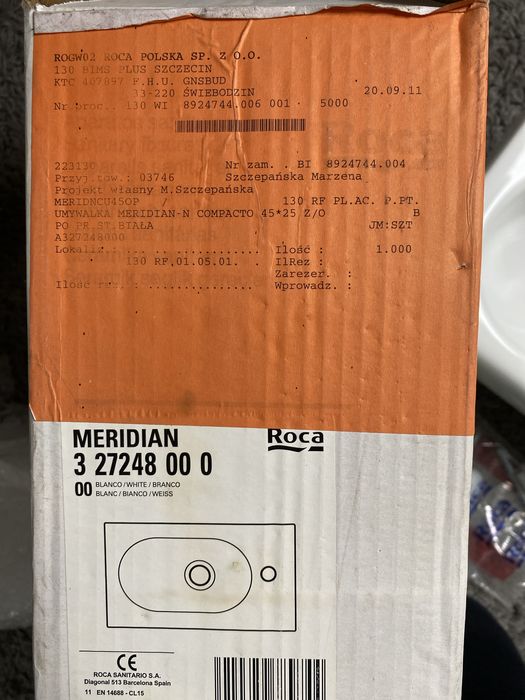 ROGW02 ROCA POLSKA SP. Z O.O.
130 BIMS PLUS SZCZECIN
KTC 407897 F.H.U. GNSBUD
33-220 ŚWIEBODZIN 20.09.11
Nr proc.. 130 WI 8924744.006 001 · 5000
223130 Nr zam. . BI 8924744.004
Przyj.tow.: 03746 Szczepańska Marzena
Projekt własny M.Szczepańska
MERIDNCU45OP / 130 RF PL.AC. P.PT.
UMYWALKA MERIDIAN-N COMPACTO 45*25 Z/O B
PO PR.ST.BIAŁA JM:SZT
A327248000
Lokaliz.. ... .............. Ilość : 1.000
130 RF.01.05.01. . IlRez :
Zarezer. :
Ilość rez. : ............... Wprowadz. :
MERIDIAN Roca
3 27248 00 0
00 BLANCO/WHITE/BRANCO
BLANC/BIANCO/WEISS
CE
ROCA SANITARIO S.A.
Diagonal 513 Barcelona Spain
11 EN 14688 - CL15